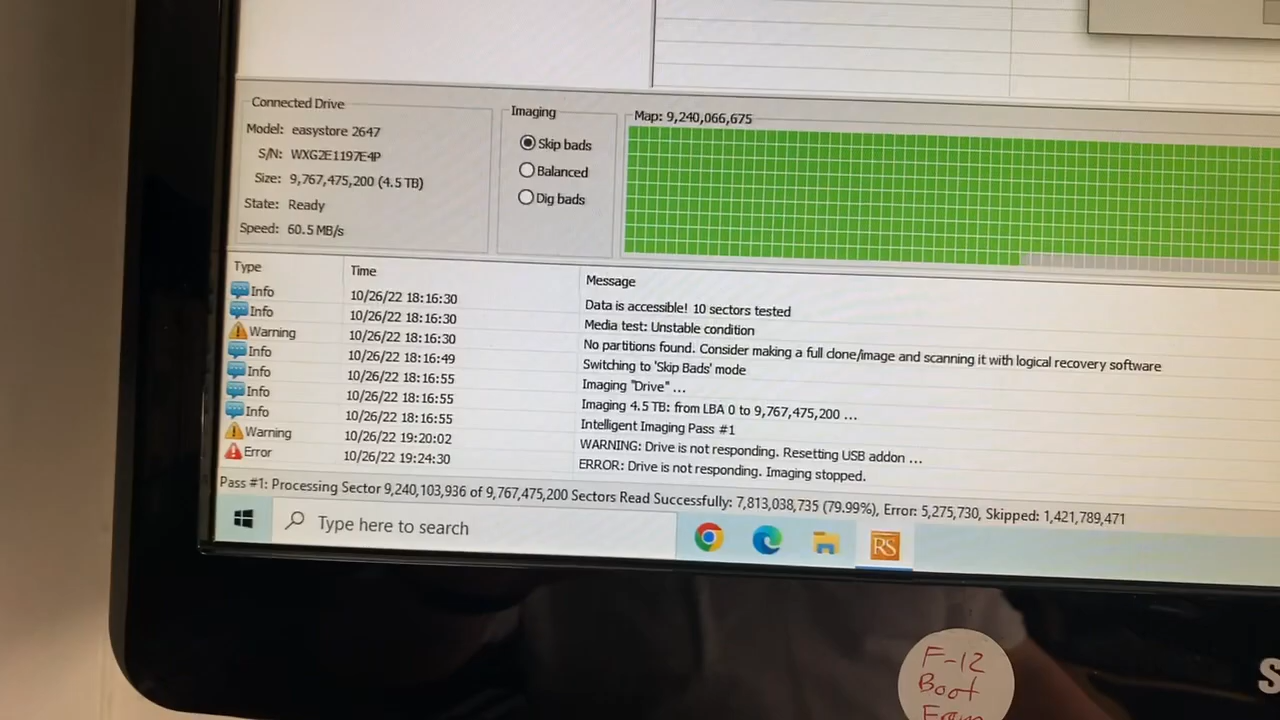 Connected Drive
Model: easystore 2647
S/N: WXG2E1197E4P
Size: 9,767,475,200 (4.5 TB)
State: Ready
Speed: 60.5 MB/s
Imaging
Skip bads
Balanced
Dig bads
Map: 9,240,066,675
Type Time Message
Info 10/26/22 18:16:30 Data is accessible! 10 sectors tested
Info 10/26/22 18:16:30 Media test: Unstable condition
Warning 10/26/22 18:16:30 No partitions found. Consider making a full clone/image and scanning it with logical recovery software
Info 10/26/22 18:16:49 Switching to 'Skip Bads' mode
Info 10/26/22 18:16:55 Imaging "Drive" ...
Info 10/26/22 18:16:55 Imaging 4.5 TB: from LBA 0 to 9,767,475,200 ...
Info 10/26/22 18:16:55 Intelligent Imaging Pass #1
Warning 10/26/22 19:20:02 WARNING: Drive is not responding. Resetting USB addon ...
Error 10/26/22 19:24:30 ERROR: Drive is not responding. Imaging stopped.
Pass #1: Processing Sector 9,240,103,936 of 9,767,475,200 Sectors Read Successfully: 7,813,038,735 (79.99%), Error: 5,275,730, Skipped: 1,421,789,471
Type here to search
RS
F-12
Boot
S